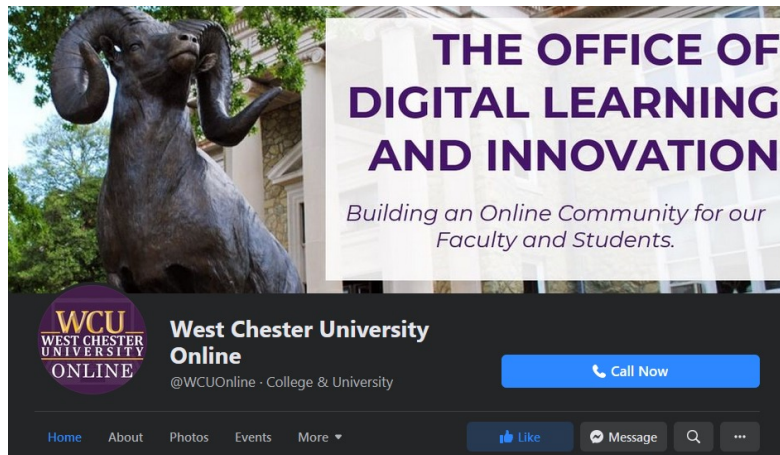 THE OFFICE OF
DIGITAL LEARNING
AND INNOVATION
Building an Online Community for our
Faculty and Students.
WCU
WEST CHESTER
UNIVERSITY
ONLINE
West Chester University
Online
@WCUOnline · College & University
Call Now
Home About Photos Events More
Like Message